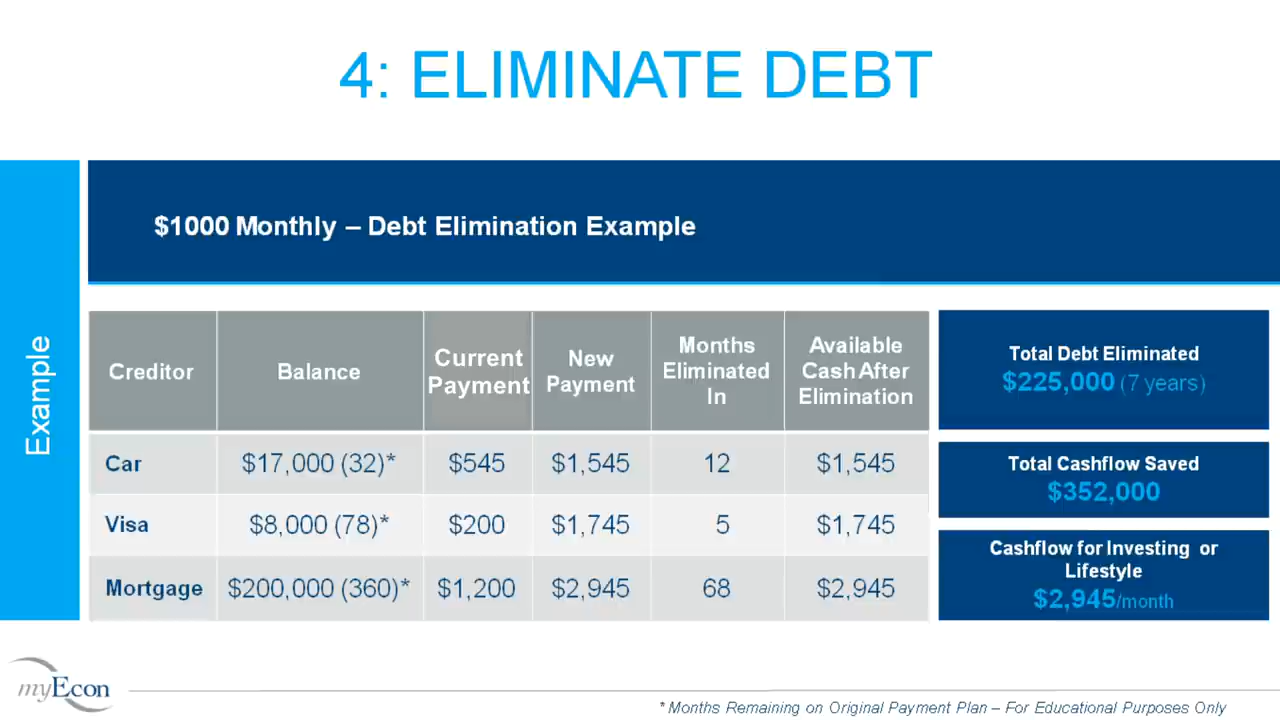 4: ELIMINATE DEBT
Example
$1000 Monthly – Debt Elimination Example
Creditor
Balance
Current
Payment
New
Payment
Months
Eliminated
In
Available
Cash After
Elimination
Car
$17,000 (32)*
$545
$1,545
12
$1,545
Visa
$8,000 (78)*
$200
$1,745
5
$1,745
Mortgage
$200,000 (360)*
$1,200
$2,945
68
$2,945
Total Debt Eliminated
$225,000 (7 years)
Total Cashflow Saved
$352,000
Cashflow for Investing or
Lifestyle
$2,945/month
myEcon
* Months Remaining on Original Payment Plan – For Educational Purposes Only